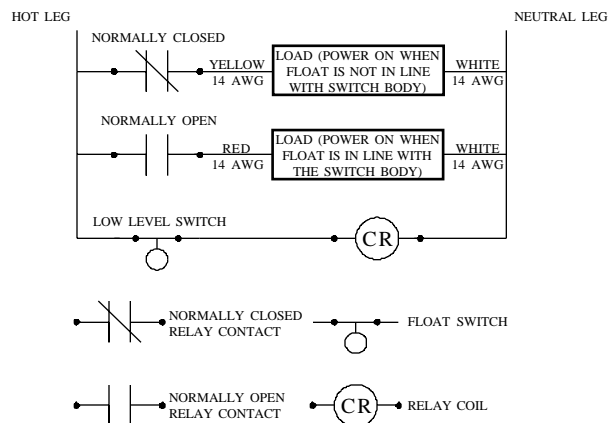 HOT LEG
NEUTRAL LEG
NORMALLY CLOSED
YELLOW
14 AWG
LOAD (POWER ON WHEN
FLOAT IS NOT IN LINE
WITH SWITCH BODY)
WHITE
14 AWG
NORMALLY OPEN
RED
14 AWG
LOAD (POWER ON WHEN
FLOAT IS IN LINE WITH
THE SWITCH BODY)
WHITE
14 AWG
LOW LEVEL SWITCH
CR
NORMALLY CLOSED
RELAY CONTACT
FLOAT SWITCH
NORMALLY OPEN
RELAY CONTACT
CR
RELAY COIL